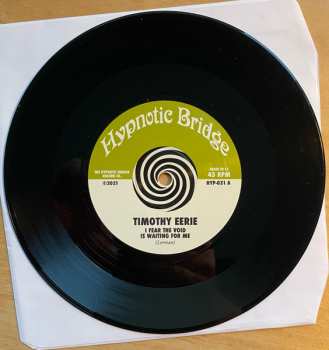 Hypnotic Bridge
THE HYPNOTIC BRIDGE
RECORD CO.
℗2021
MADE IN CZ
45 RPM
HYP-021 A
TIMOTHY EERIE
I FEAR THE VOID
IS WAITING FOR ME